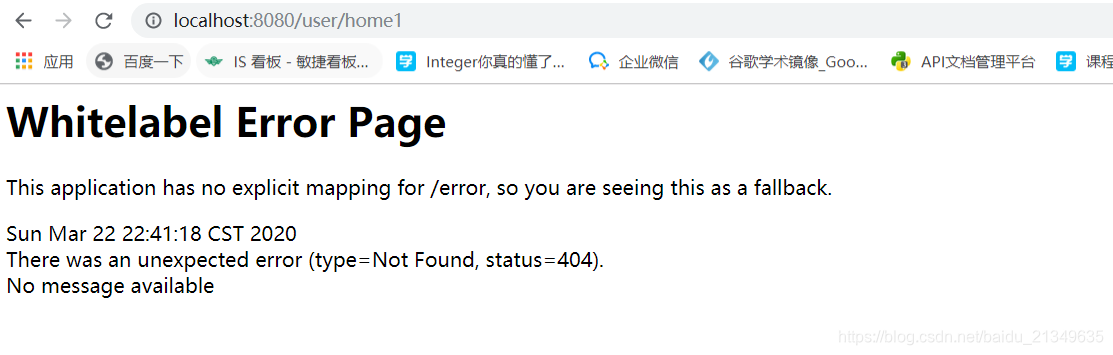 localhost:8080/user/home1
应用 百度一下 IS 看板 - 敏捷看板... Integer你真的懂了... 企业微信 谷歌学术镜像_Goo... API文档管理平台 课程
Whitelabel Error Page
This application has no explicit mapping for /error, so you are seeing this as a fallback.
Sun Mar 22 22:41:18 CST 2020
There was an unexpected error (type=Not Found, status=404).
No message available
https://blog.csdn.net/baidu_21349635